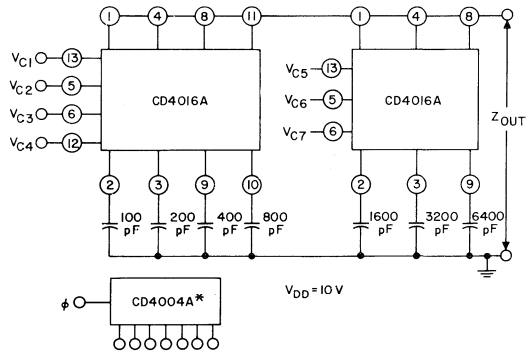 1 4 8 11 1 4 8
VC1 13
VC2 5
VC3 6
VC4 12
CD4016A
VC5 13
VC6 5
VC7 6
CD4016A
ZOUT
2 3 9 10 2 3 9
100 pF
200 pF
400 pF
800 pF
1600 pF
3200 pF
6400 pF
ϕ
CD4004A*
VDD = 10 V